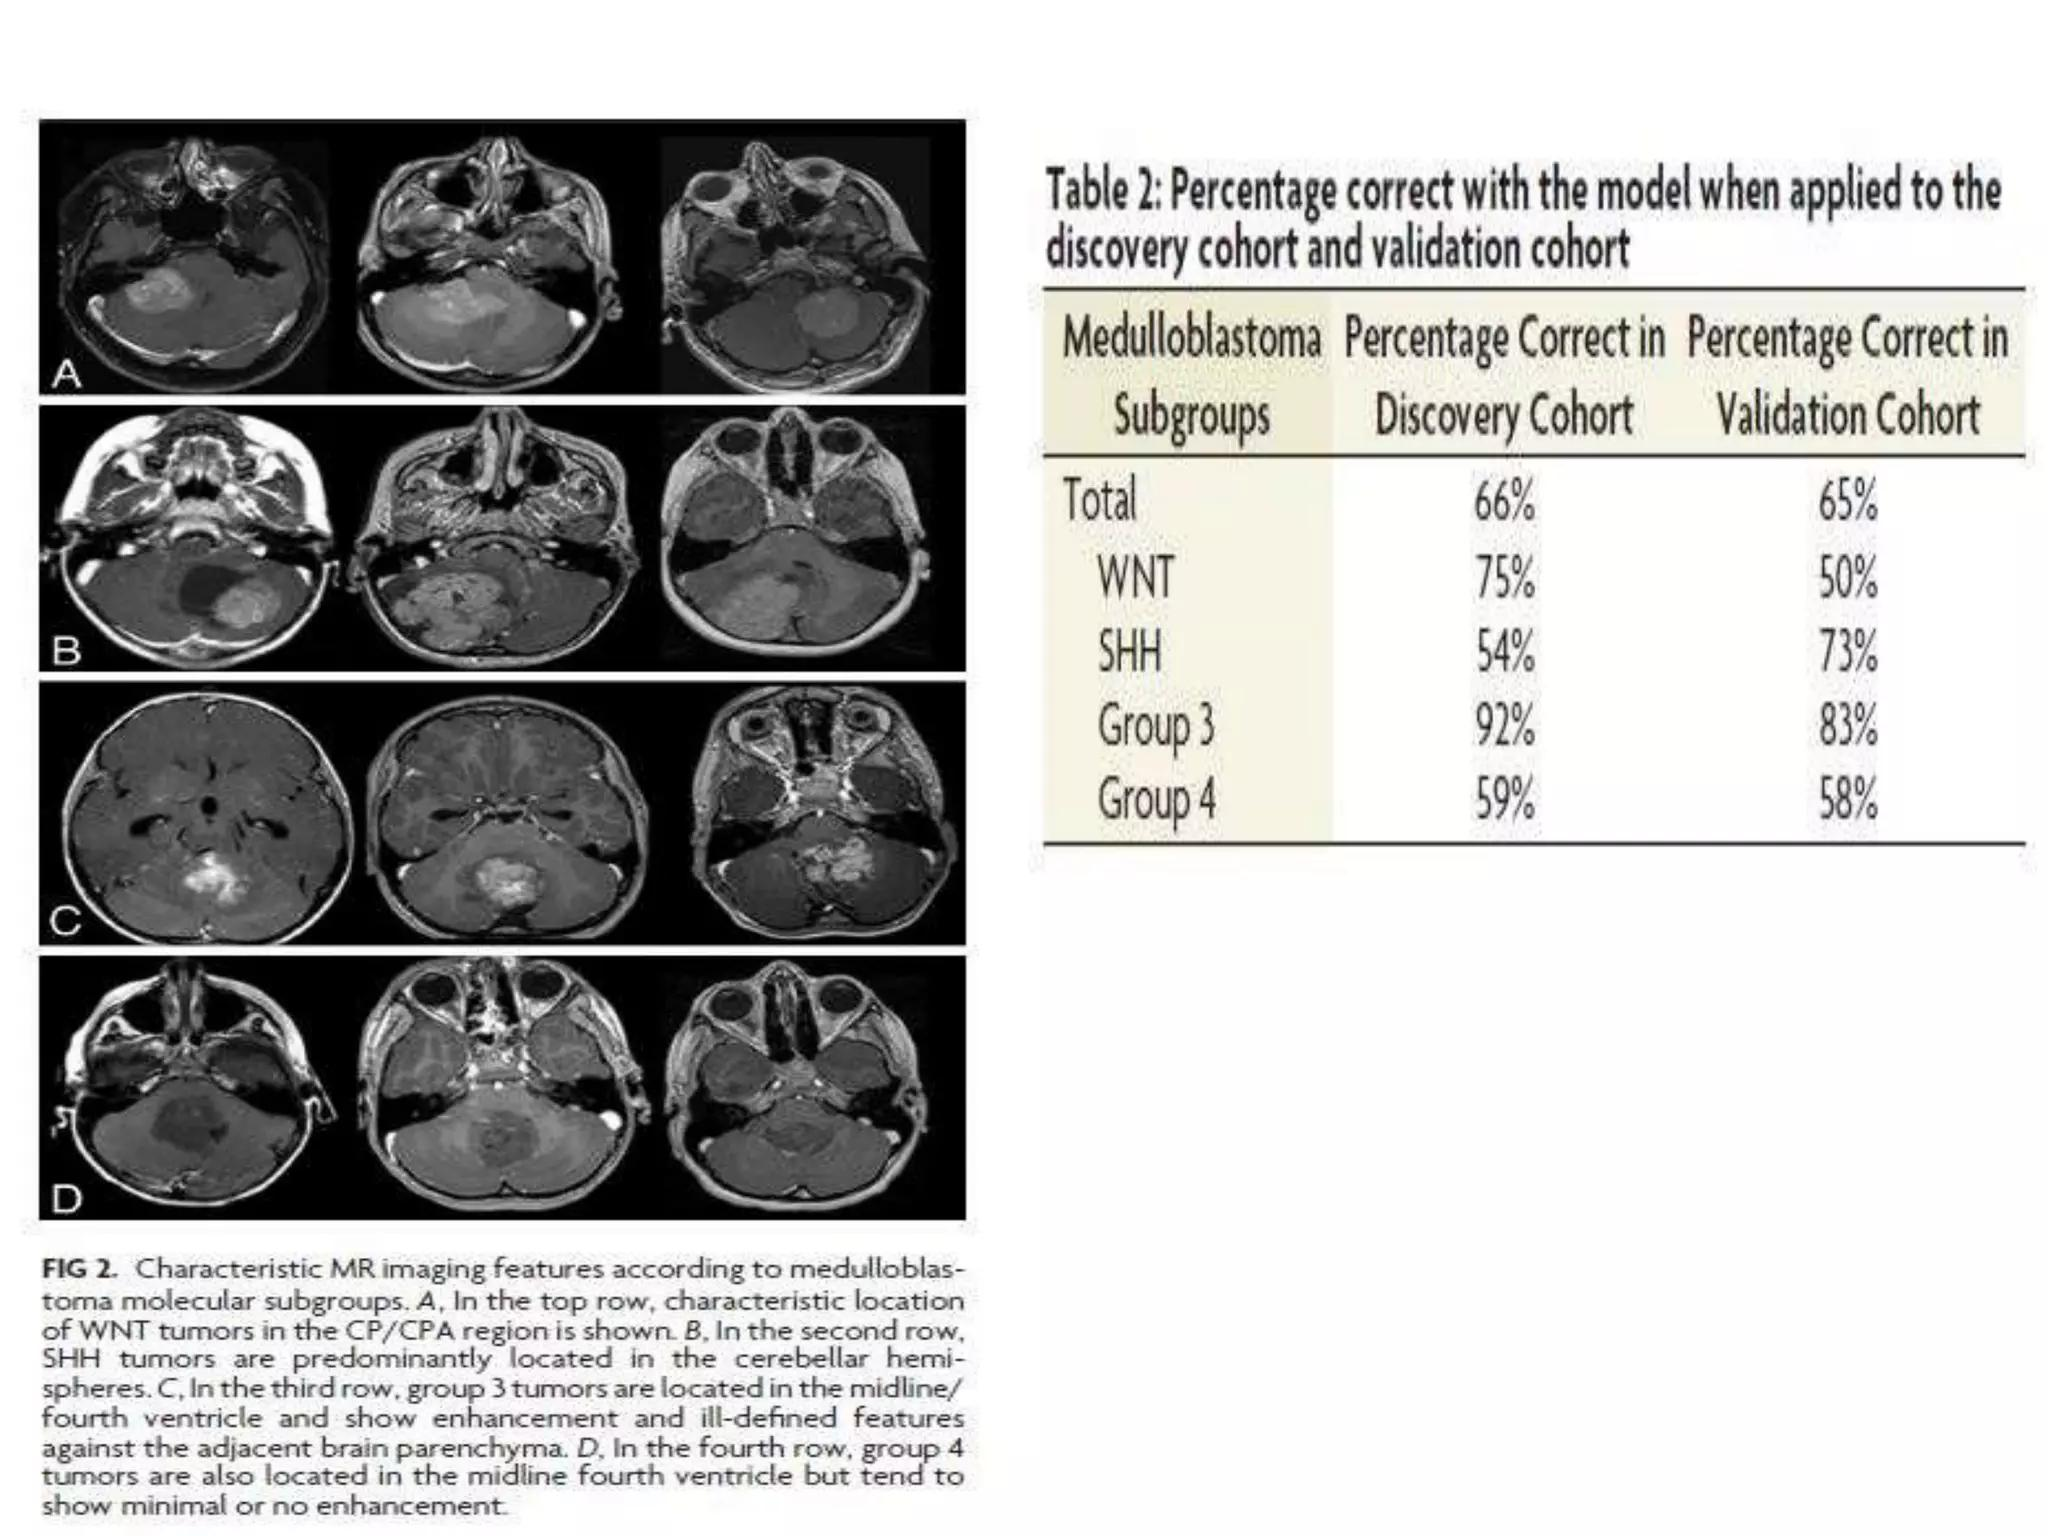 A
B
C
D
FIG 2. Characteristic MR imaging features according to medulloblas-
toma molecular subgroups. A, In the top row, characteristic location
of WNT tumors in the CP/CPA region is shown. B, In the second row,
SHH tumors are predominantly located in the cerebellar hemi-
spheres. C, In the third row, group 3 tumors are located in the midline/
fourth ventricle and show enhancement and ill-defined features
against the adjacent brain parenchyma. D, In the fourth row, group 4
tumors are also located in the midline fourth ventricle but tend to
show minimal or no enhancement.
Table 2: Percentage correct with the model when applied to the
discovery cohort and validation cohort
Medulloblastoma Percentage Correct in Percentage Correct in
Subgroups Discovery Cohort Validation Cohort
Total 66% 65%
WNT 75% 50%
SHH 54% 73%
Group 3 92% 83%
Group 4 59% 58%